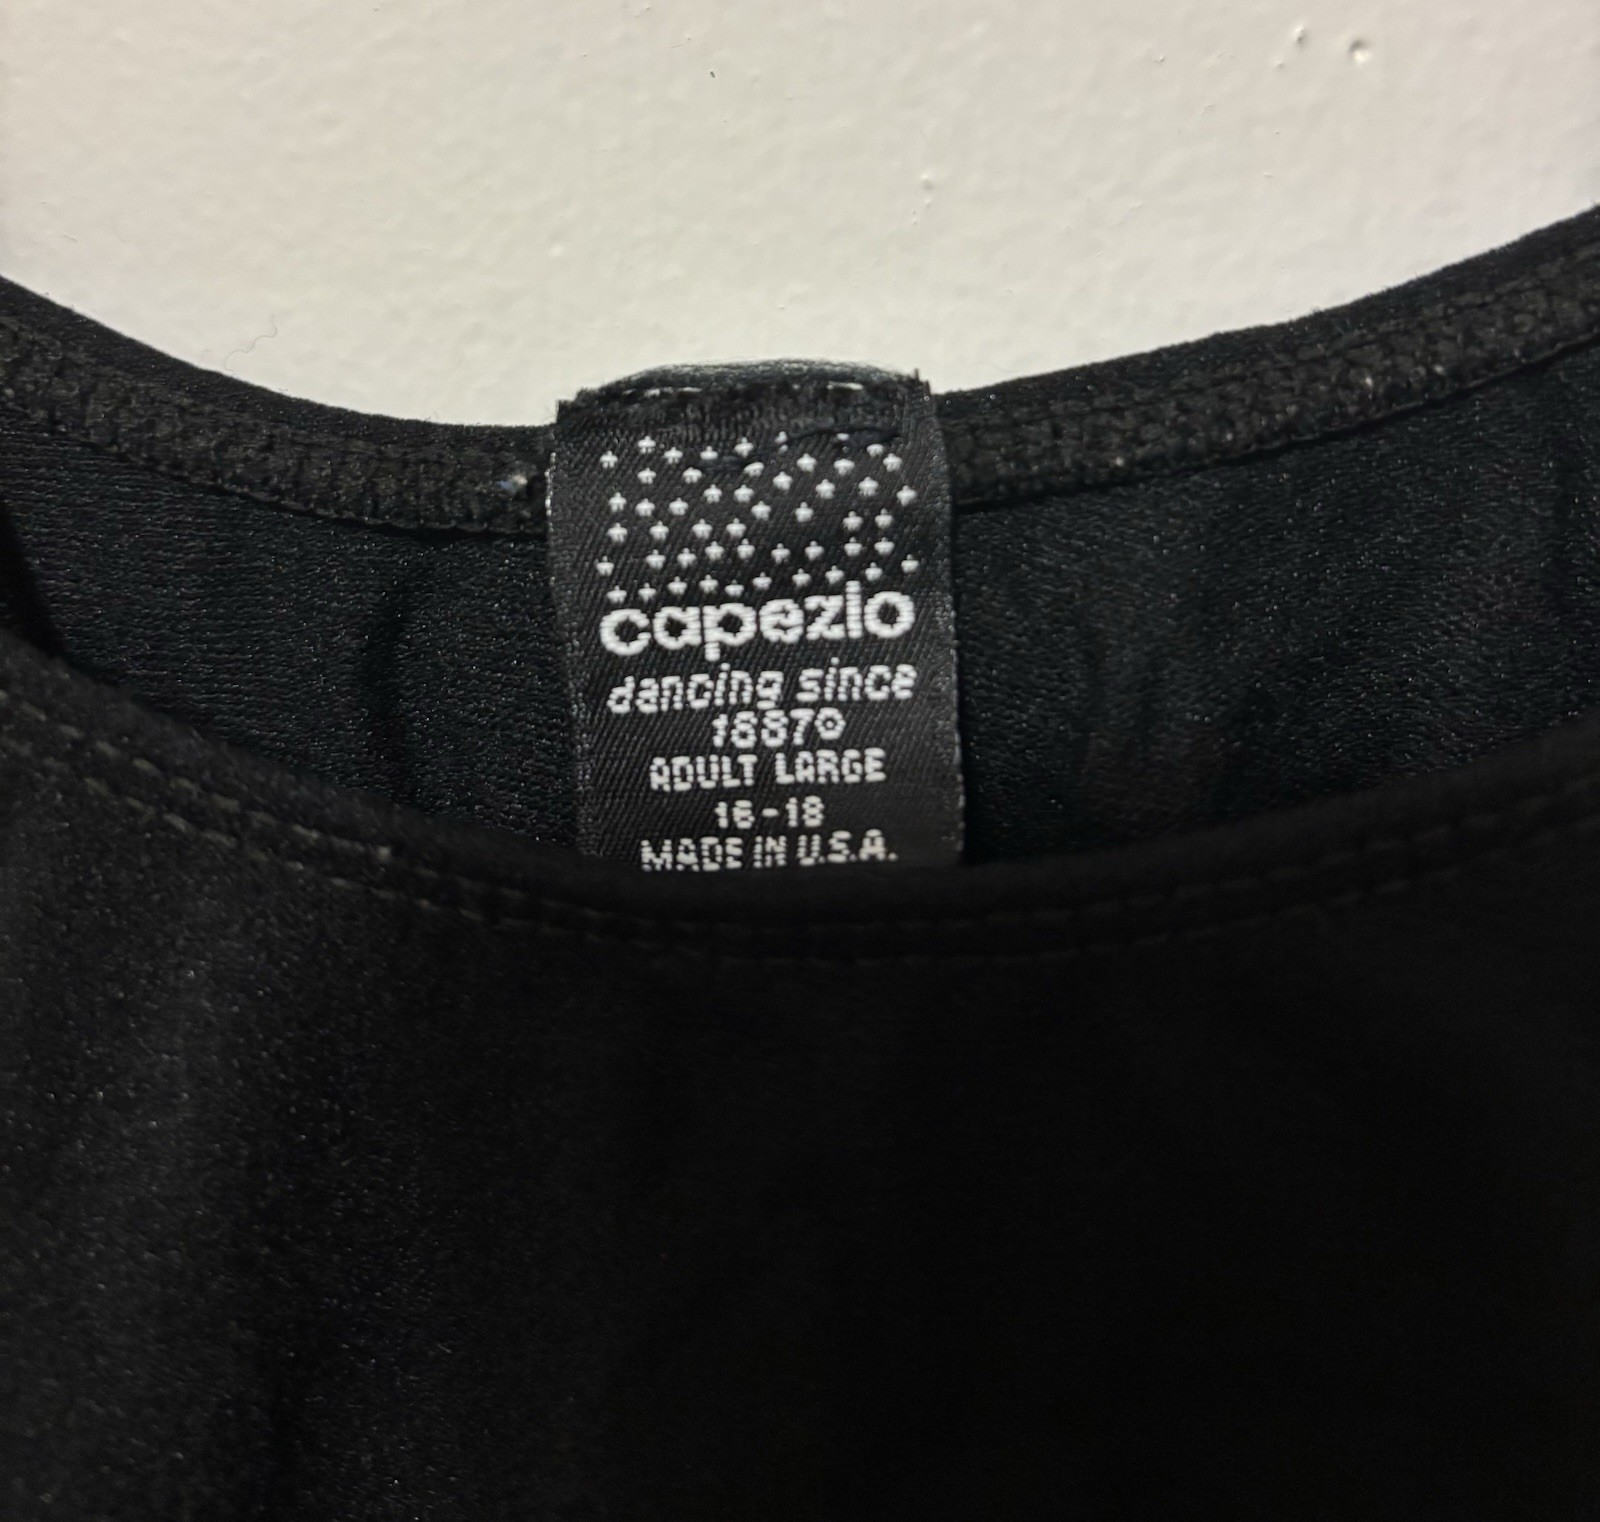 capezio
dancing since
1887®
ADULT LARGE
16-18
MADE IN U.S.A.